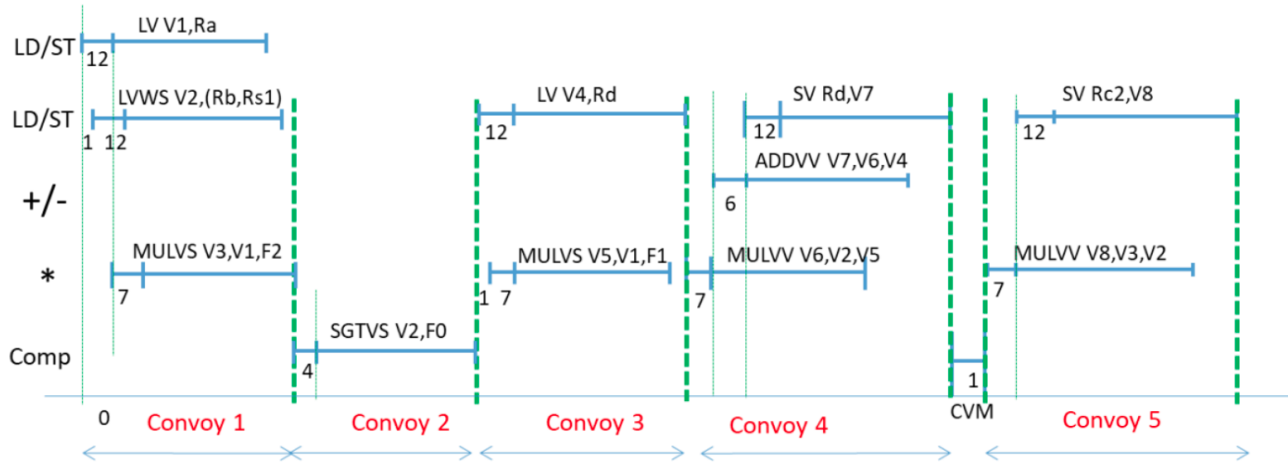 LV V1,Ra
LD/ST
12
LVWS V2,(Rb,Rs1)
LV V4,Rd
SV Rd,V7
SV Rc2,V8
LD/ST
1 12
12
12
12
ADDVV V7,V6,V4
+/-
6
MULVS V3,V1,F2
MULVS V5,V1,F1
MULVV V6,V2,V5
MULVV V8,V3,V2
*
7
1 7
7
7
SGTVS V2,F0
Comp
4
1
0
Convoy 1
Convoy 2
Convoy 3
Convoy 4
CVM
Convoy 5